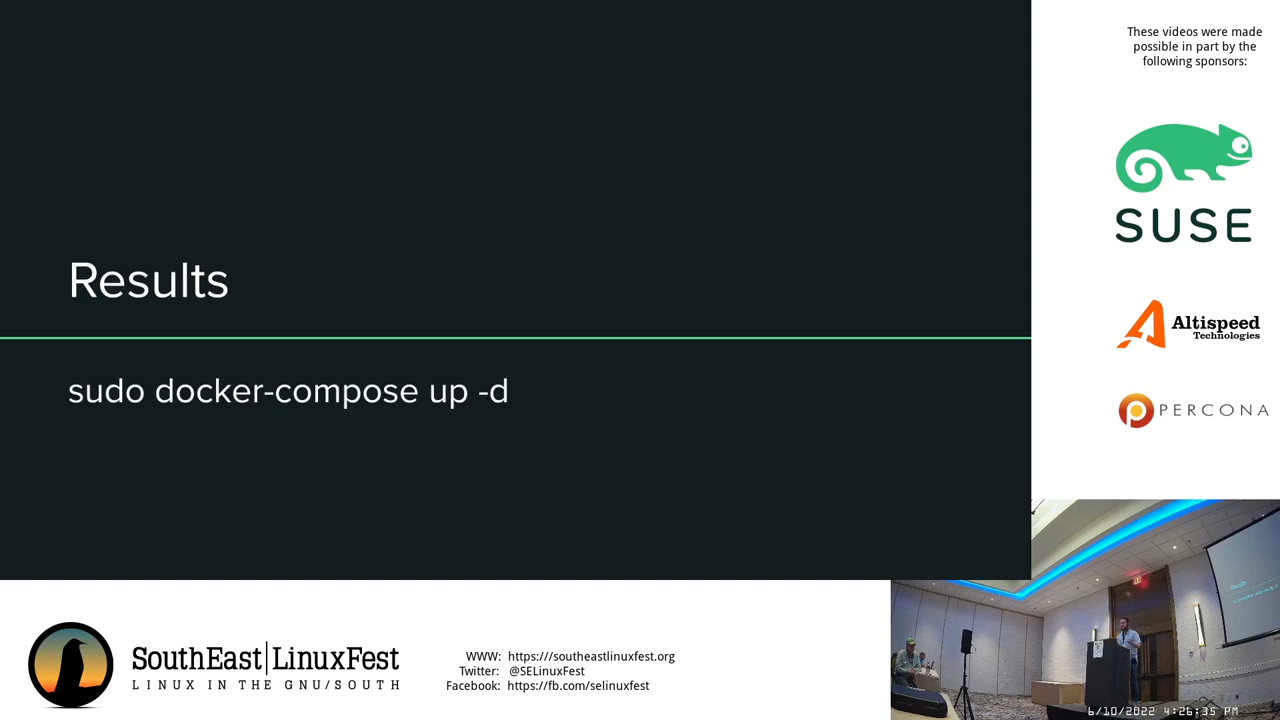 Results
sudo docker-compose up -d
These videos were made
possible in part by the
following sponsors:
SUSE
Altispeed
Technologies
PERCONA
SouthEast|LinuxFest
LINUX IN THE GNU/SOUTH
WWW: https:///southeastlinuxfest.org
Twitter: @SELinuxFest
Facebook: https://fb.com/selinuxfest
Results
6/10/2022 4:26:35 PM